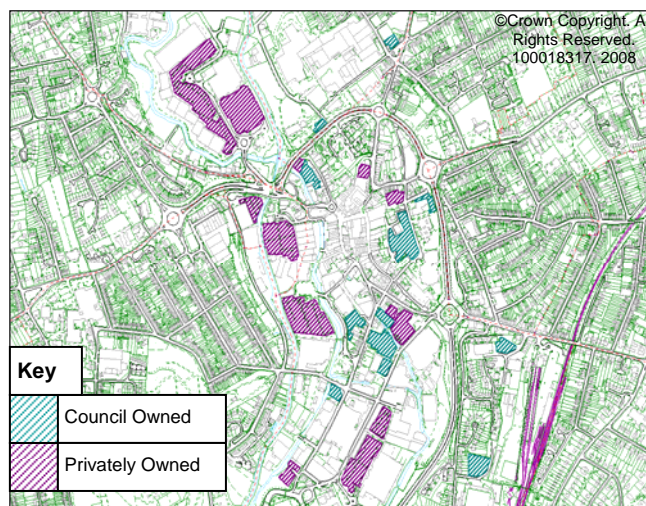 ©Crown Copyright. A
Rights Reserved.
100018317. 2008
Key
Council Owned
Privately Owned